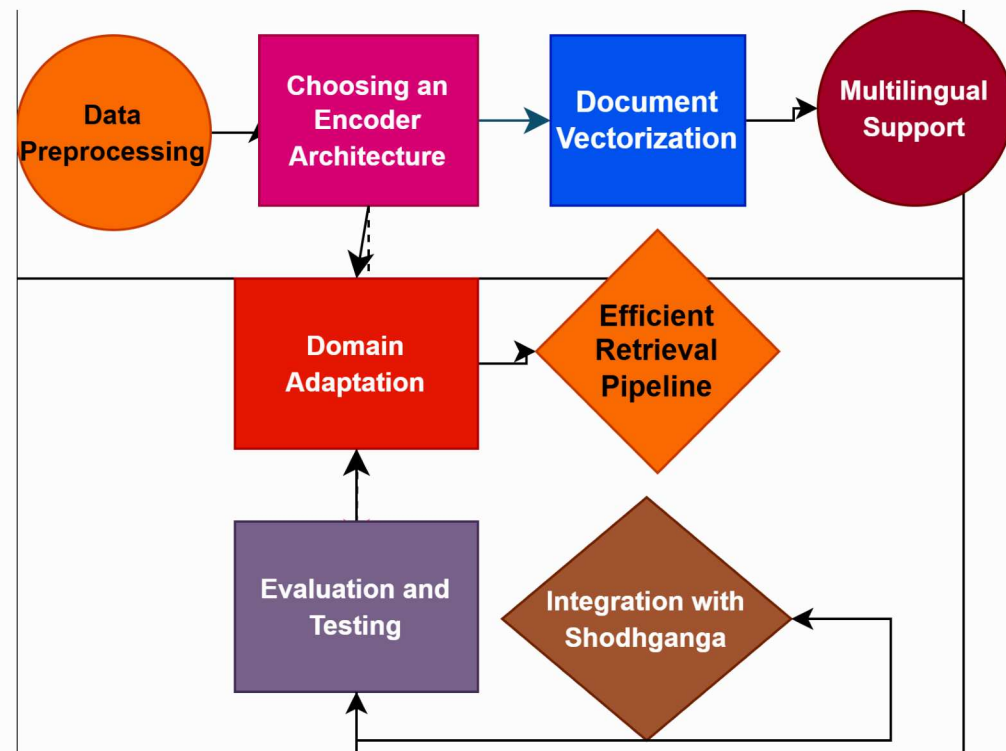 Data
Preprocessing
Choosing an
Encoder
Architecture
Document
Vectorization
Multilingual
Support
Domain
Adaptation
Efficient
Retrieval
Pipeline
Evaluation and
Testing
Integration with
Shodhganga